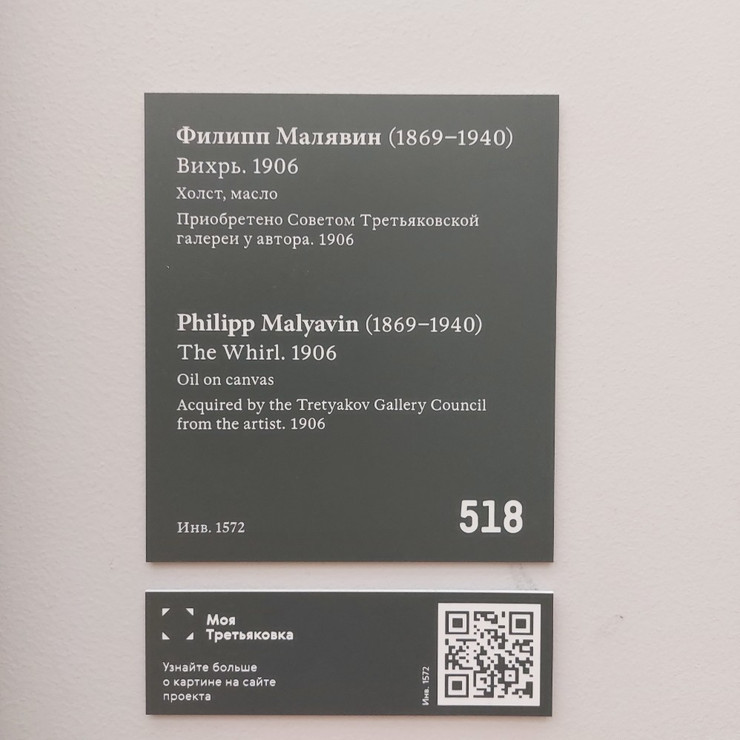 Филипп Малявин (1869–1940)
Вихрь. 1906
Холст, масло
Приобретено Советом Третьяковской
галереи у автора. 1906
Philipp Malyavin (1869–1940)
The Whirl. 1906
Oil on canvas
Acquired by the Tretyakov Gallery Council
from the artist. 1906
Инв. 1572
518
Моя
Третьяковка
Узнайте больше
о картине на сайте
проекта
Инв. 1572